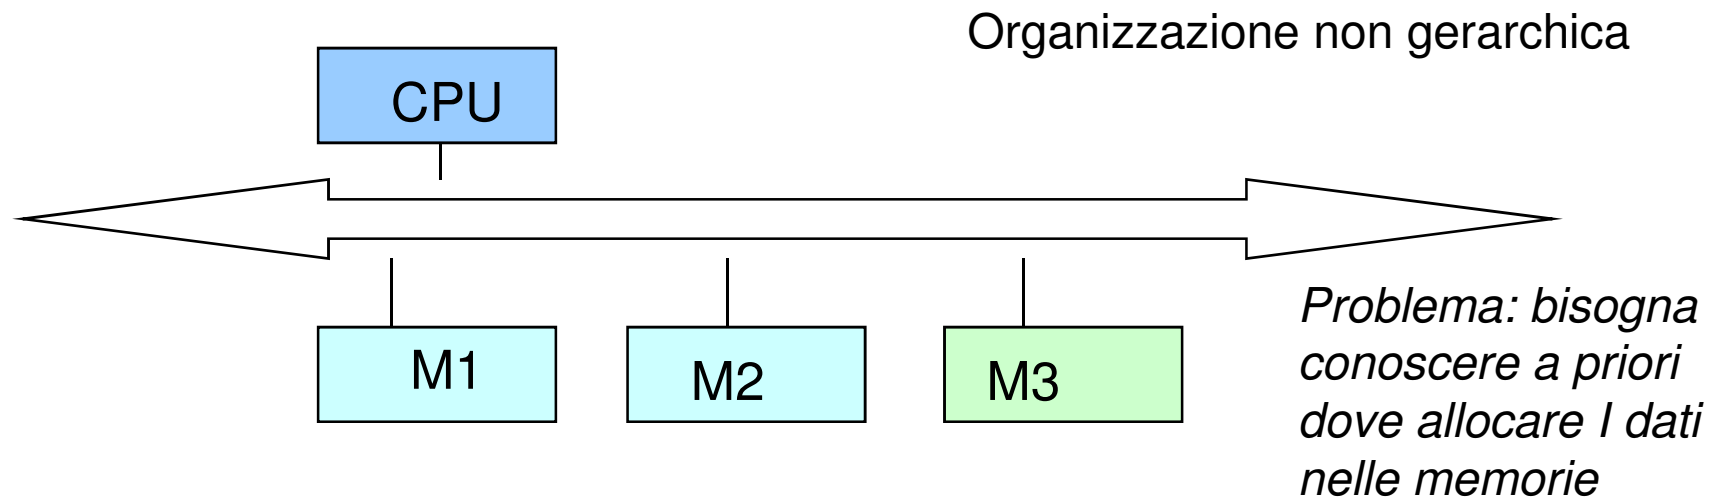 Organizzazione non gerarchica
CPU
M1
M2
M3
Problema: bisogna
conoscere a priori
dove allocare I dati
nelle memorie